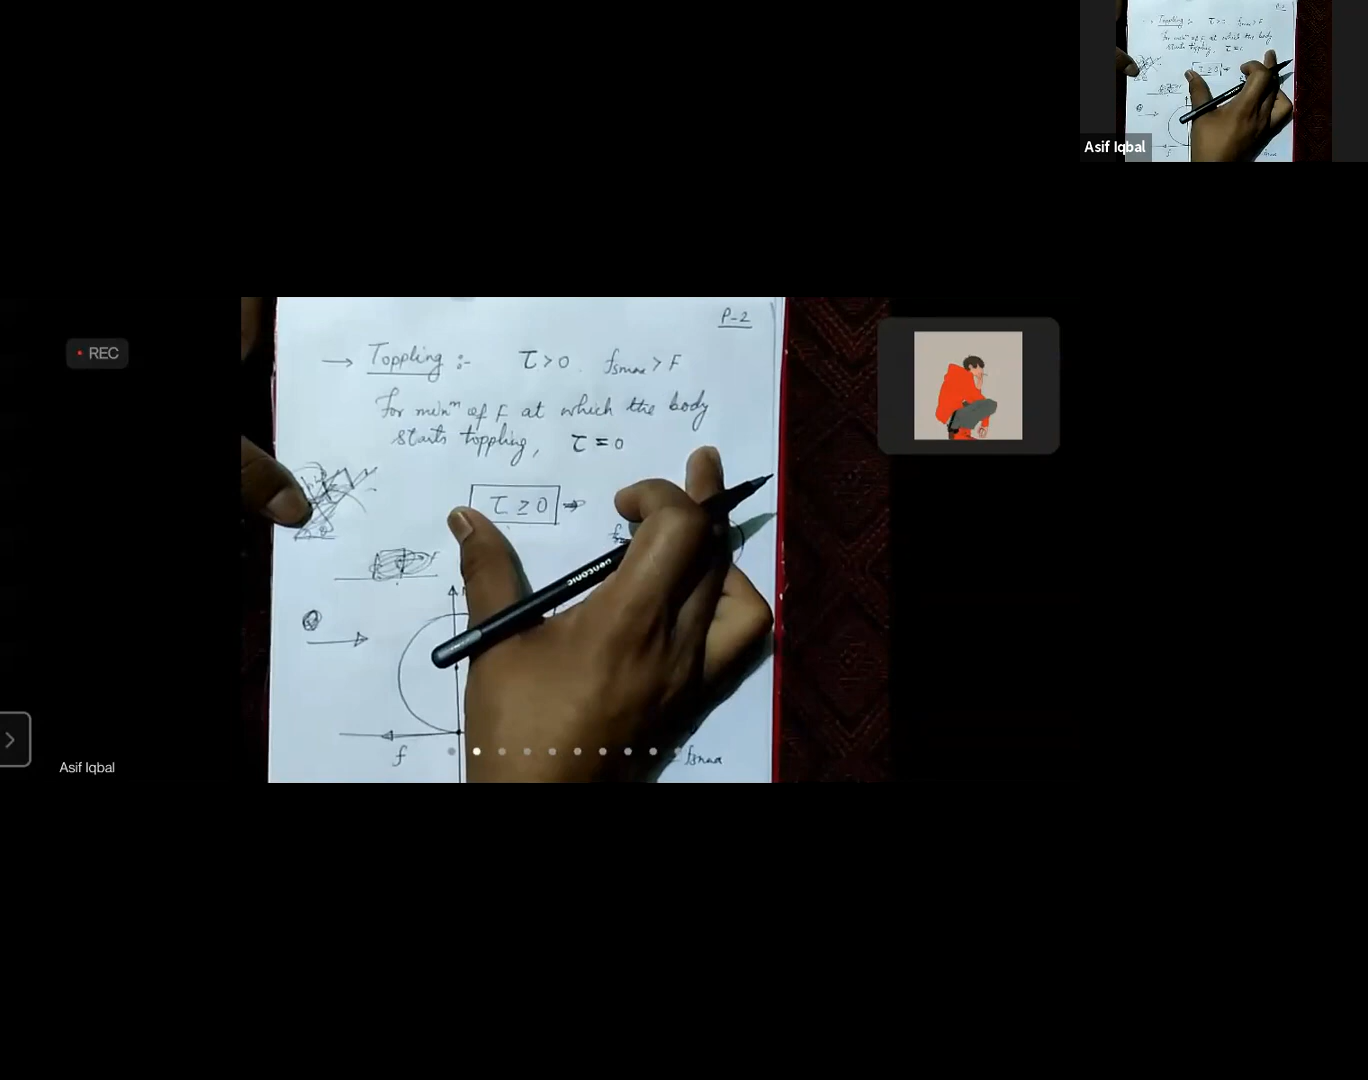 P-2
→ Toppling :- τ > 0. fsmax > F
For minᵐ of F at which the body
starts toppling, τ = 0
τ ≥ 0 →
f
fsmax
Asif Iqbal
• REC
Asif Iqbal